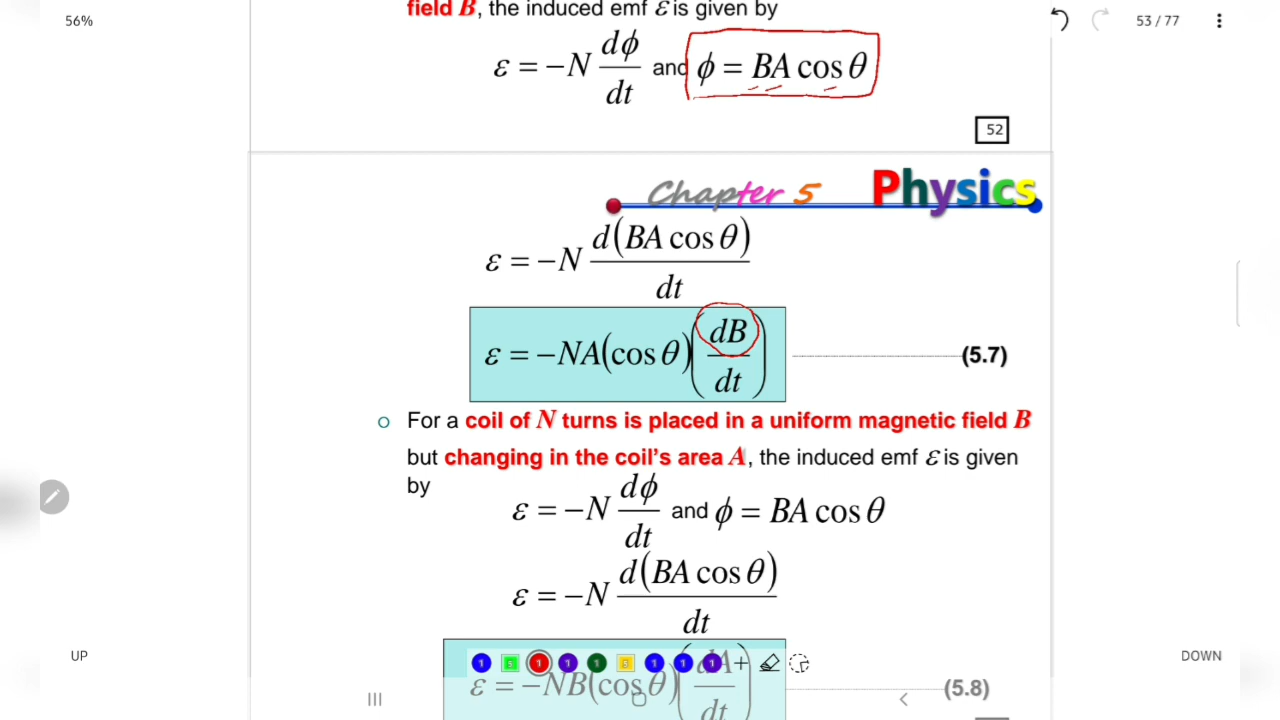 56%
53 / 77
field B, the induced emf ε is given by
ε = −N dϕ/dt and ϕ = BA cos θ
52
Chapter 5
Physics
ε = −N d(BA cos θ)/dt
ε = −NA(cos θ)(dB/dt) (5.7)
o For a coil of N turns is placed in a uniform magnetic field B
but changing in the coil's area A, the induced emf ε is given
by
ε = −N dϕ/dt and ϕ = BA cos θ
ε = −N d(BA cos θ)/dt
UP
DOWN
ε = −NB(cos θ)(dA/dt) (5.8)